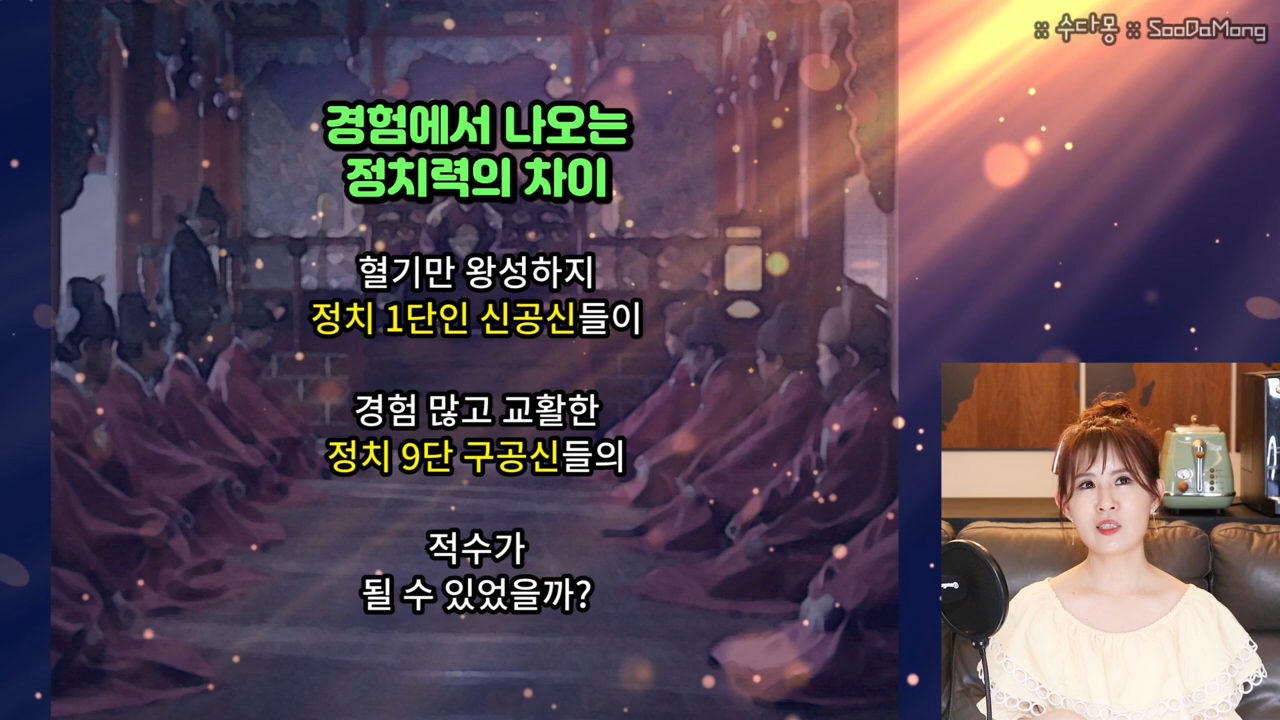 :: 수다몽 :: SooDaMong
경험에서 나오는
정치력의 차이
혈기만 왕성하지
정치 1단인 신공신들이
경험 많고 교활한
정치 9단 구공신들의
적수가
될 수 있었을까?